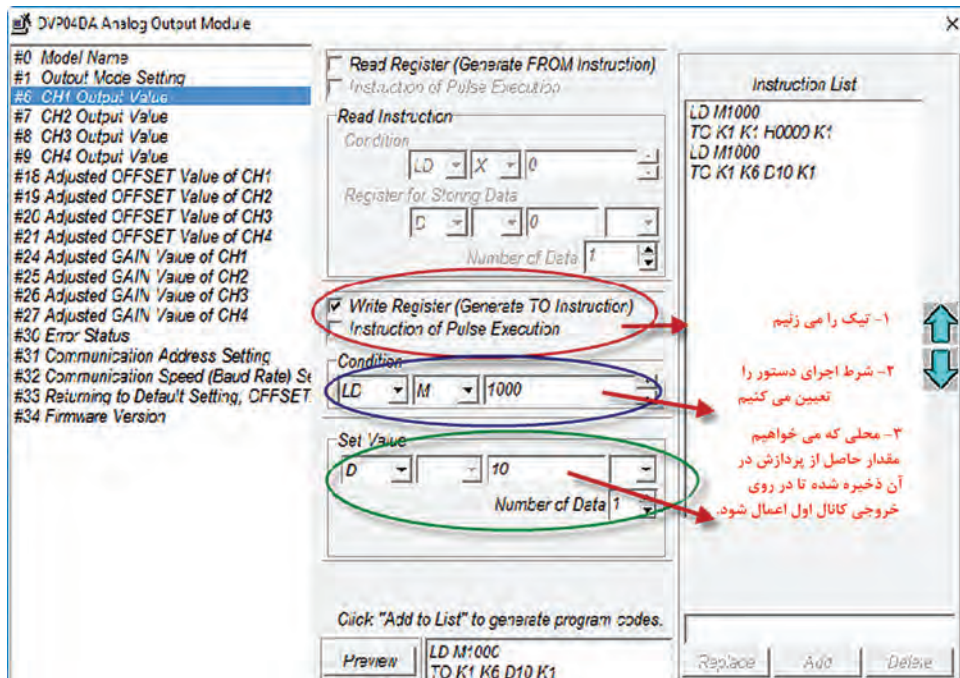 DVP04DA Analog Output Module
#0 Model Name
#1 Output Mode Setting
#6 CH1 Output Value
#7 CH2 Output Value
#8 CH3 Output Value
#9 CH4 Output Value
#18 Adjusted OFFSET Value of CH1
#19 Adjusted OFFSET Value of CH2
#20 Adjusted OFFSET Value of CH3
#21 Adjusted OFFSET Value of CH4
#24 Adjusted GAIN Value of CH1
#25 Adjusted GAIN Value of CH2
#26 Adjusted GAIN Value of CH3
#27 Adjusted GAIN Value of CH4
#30 Error Status
#31 Communication Address Setting
#32 Communication Speed (Baud Rate) Se
#33 Returning to Default Setting, OFFSET
#34 Firmware Version
Read Register (Generate FROM Instruction)
Instruction of Pulse Execution
Read Instruction
Condition
LD X 0
Register for Storing Data
D 0
Number of Data 1
Write Register (Generate TO Instruction)
Instruction of Pulse Execution
Condition
LD M 1000
Set Value
D 10
Number of Data 1
Click "Add to List" to generate program codes.
Preview
LD M1000
TO K1 K6 D10 K1
Instruction List
LD M1000
TO K1 K1 H0000 K1
LD M1000
TO K1 K6 D10 K1
۱- تیک را می زنیم
۲- شرط اجرای دستور را
تعیین می کنیم
۳- محلی که می خواهیم
مقدار حاصل از پردازش در
آن ذخیره شده تا در روی
خروجی کانال اول اعمال شود.
Replace
Add
Delete